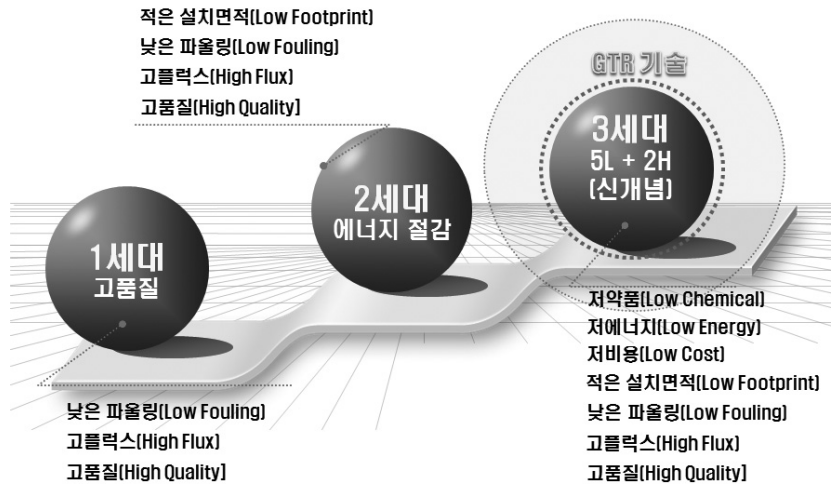 적은 설치면적(Low Footprint)
낮은 파울링(Low Fouling)
고플럭스(High Flux)
고품질(High Quality]
GTR 기술
3세대
5L + 2H
(신개념)
2세대
에너지 절감
1세대
고품질
저약품(Low Chemical)
저에너지(Low Energy)
저비용(Low Cost)
적은 설치면적(Low Footprint)
낮은 파울링(Low Fouling)
고플럭스(High Flux)
고품질(High Quality]
낮은 파울링(Low Fouling)
고플럭스(High Flux)
고품질(High Quality]